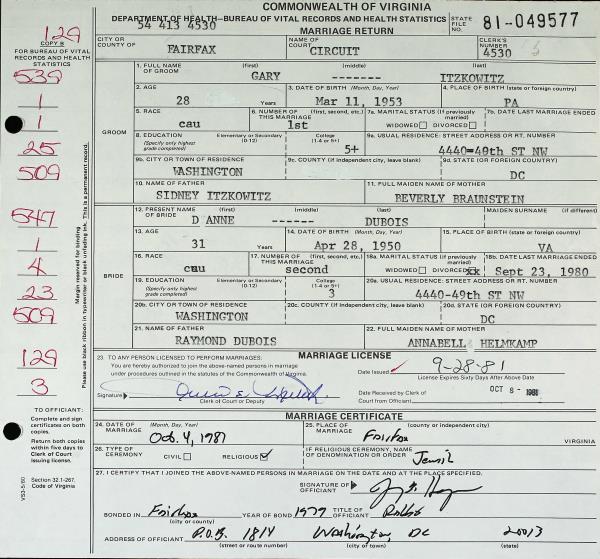 COMMONWEALTH OF VIRGINIA
54 413 4530
DEPARTMENT OF HEALTH—BUREAU OF VITAL RECORDS AND HEALTH STATISTICS
MARRIAGE RETURN
STATE FILE NO. 81-049577
129
COPY B
FOR BUREAU OF VITAL RECORDS AND HEALTH STATISTICS
539
1
1
25
509
547
1
4
23
509
129
3
Margin reserved for binding
Please use black ribbon in typewriter or black unfading ink. This is a permanent record.
TO OFFICIANT:
Complete and sign certificates on both copies.
Return both copies within five days to Clerk of Court issuing license.
Section 32.1-267, Code of Virginia
VS3-5/80
CITY OR COUNTY OF FAIRFAX
NAME OF COURT CIRCUIT
CLERK'S NUMBER 4530
GROOM
1. FULL NAME OF GROOM (first) (middle) (last)
GARY ------- ITZKOWITZ
2. AGE 28 Years
3. DATE OF BIRTH (Month, Day, Year) Mar 11, 1953
4. PLACE OF BIRTH (state or foreign country) PA
5. RACE cau
6. NUMBER OF THIS MARRIAGE (first, second, etc.) 1st
7a. MARITAL STATUS (If previously married) WIDOWED DIVORCED
7b. DATE LAST MARRIAGE ENDED
8. EDUCATION (Specify only highest grade completed) Elementary or Secondary (0-12) College (1-4 or 5+) 5+
9a. USUAL RESIDENCE: STREET ADDRESS OR RT. NUMBER
4440-49th ST NW
9b. CITY OR TOWN OF RESIDENCE WASHINGTON
9c. COUNTY (If independent city, leave blank)
9d. STATE (OR FOREIGN COUNTRY) DC
10. NAME OF FATHER SIDNEY ITZKOWITZ
11. FULL MAIDEN NAME OF MOTHER BEVERLY BRAUNSTEIN
BRIDE
12. PRESENT NAME OF BRIDE (first) (middle) (last) MAIDEN SURNAME (if different)
D'ANNE ------ DUBOIS
13. AGE 31 Years
14. DATE OF BIRTH (Month, Day, Year) Apr 28, 1950
15. PLACE OF BIRTH (state or foreign country) VA
16. RACE cau
17. NUMBER OF THIS MARRIAGE (first, second, etc.) second
18a. MARITAL STATUS (If previously married) WIDOWED DIVORCED xx
18b. DATE LAST MARRIAGE ENDED Sept 23, 1980
19. EDUCATION (Specify only highest grade completed) Elementary or Secondary (0-12) College (1-4 or 5+) 3
20a. USUAL RESIDENCE: STREET ADDRESS OR RT. NUMBER
4440-49th ST NW
20b. CITY OR TOWN OF RESIDENCE WASHINGTON
20c. COUNTY (If independent city, leave blank)
20d. STATE (OR FOREIGN COUNTRY) DC
21. NAME OF FATHER RAYMOND DUBOIS
22. FULL MAIDEN NAME OF MOTHER ANNABELL HELMKAMP
MARRIAGE LICENSE
23. TO ANY PERSON LICENSED TO PERFORM MARRIAGES:
You are hereby authorized to join the above-named persons in marriage
under procedures outlined in the statutes of the Commonwealth of Virginia.
Date Issued 9-28-81
License Expires Sixty Days After Above Date
Signature
Clerk of Court or Deputy
Date Received by Clerk of Court from Officiant OCT 8 - 1981
MARRIAGE CERTIFICATE
24. DATE OF MARRIAGE (Month, Day, Year) Oct. 4, 1981
25. PLACE OF MARRIAGE (county or independent city) Fairfax VIRGINIA
26. TYPE OF CEREMONY CIVIL RELIGIOUS ✓
IF RELIGIOUS CEREMONY, NAME OF DENOMINATION OR ORDER Jewish
27. I CERTIFY THAT I JOINED THE ABOVE-NAMED PERSONS IN MARRIAGE ON THE DATE AND AT THE PLACE SPECIFIED.
SIGNATURE OF OFFICIANT
BONDED IN Fairfax (city or county)
YEAR OF BOND 1979
TITLE OF OFFICIANT Rabbi
ADDRESS OF OFFICIANT P.O.B. 1814 Washington, DC 20013
(street or route number) (city or town) (state)